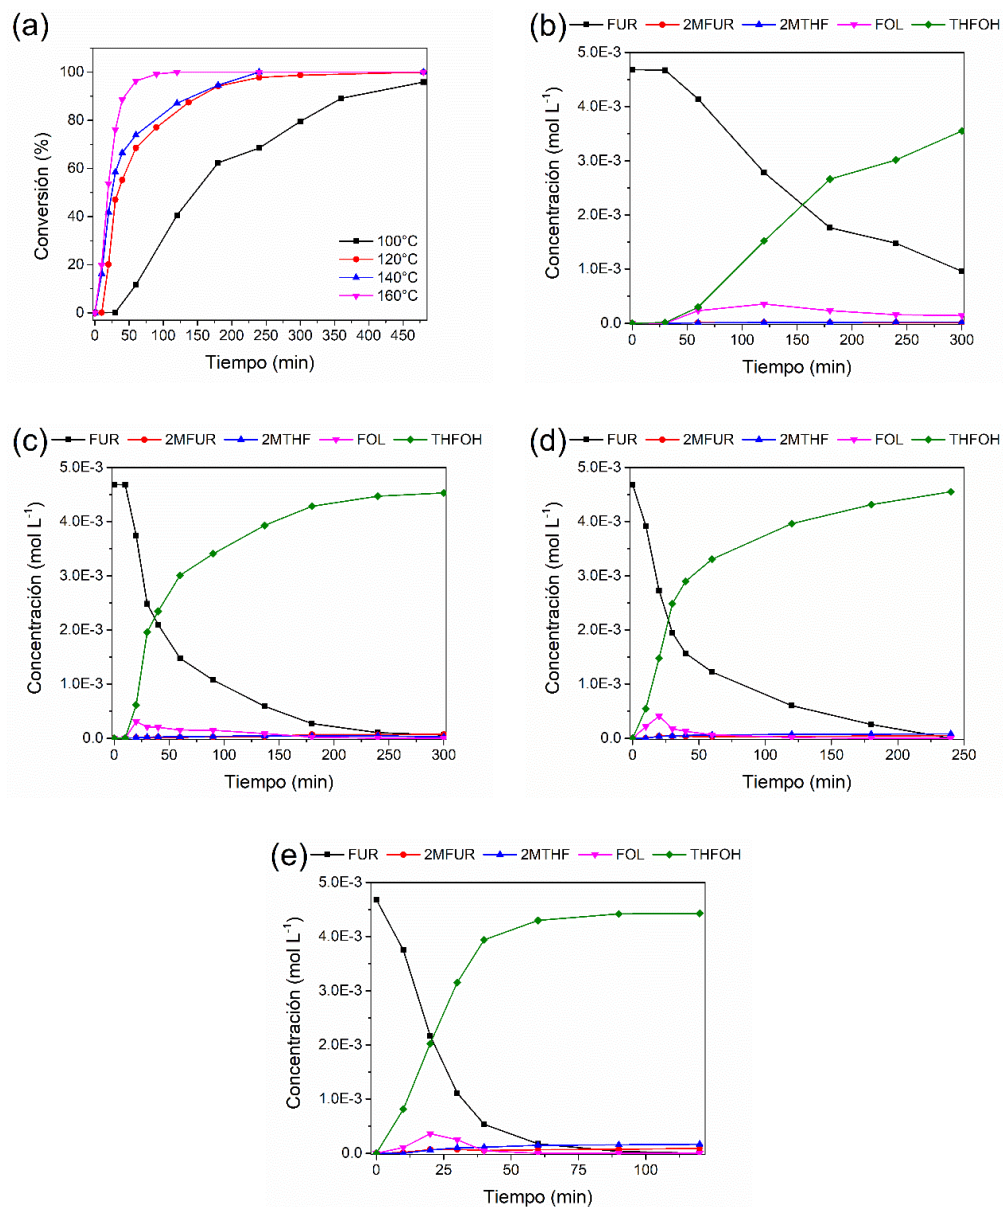 (a)
Conversión (%)
100
80
60
40
20
0
0 50 100 150 200 250 300 350 400 450
Tiempo (min)
100°C
120°C
140°C
160°C
(b)
FUR 2MFUR 2MTHF FOL THFOH
Concentración (mol L⁻¹)
5.0E-3
4.0E-3
3.0E-3
2.0E-3
1.0E-3
0.0
0 50 100 150 200 250 300
Tiempo (min)
(c)
FUR 2MFUR 2MTHF FOL THFOH
Concentración (mol L⁻¹)
5.0E-3
4.0E-3
3.0E-3
2.0E-3
1.0E-3
0.0
0 50 100 150 200 250 300
Tiempo (min)
(d)
FUR 2MFUR 2MTHF FOL THFOH
Concentración (mol L⁻¹)
5.0E-3
4.0E-3
3.0E-3
2.0E-3
1.0E-3
0.0
0 50 100 150 200 250
Tiempo (min)
(e)
FUR 2MFUR 2MTHF FOL THFOH
Concentración (mol L⁻¹)
5.0E-3
4.0E-3
3.0E-3
2.0E-3
1.0E-3
0.0
0 25 50 75 100
Tiempo (min)